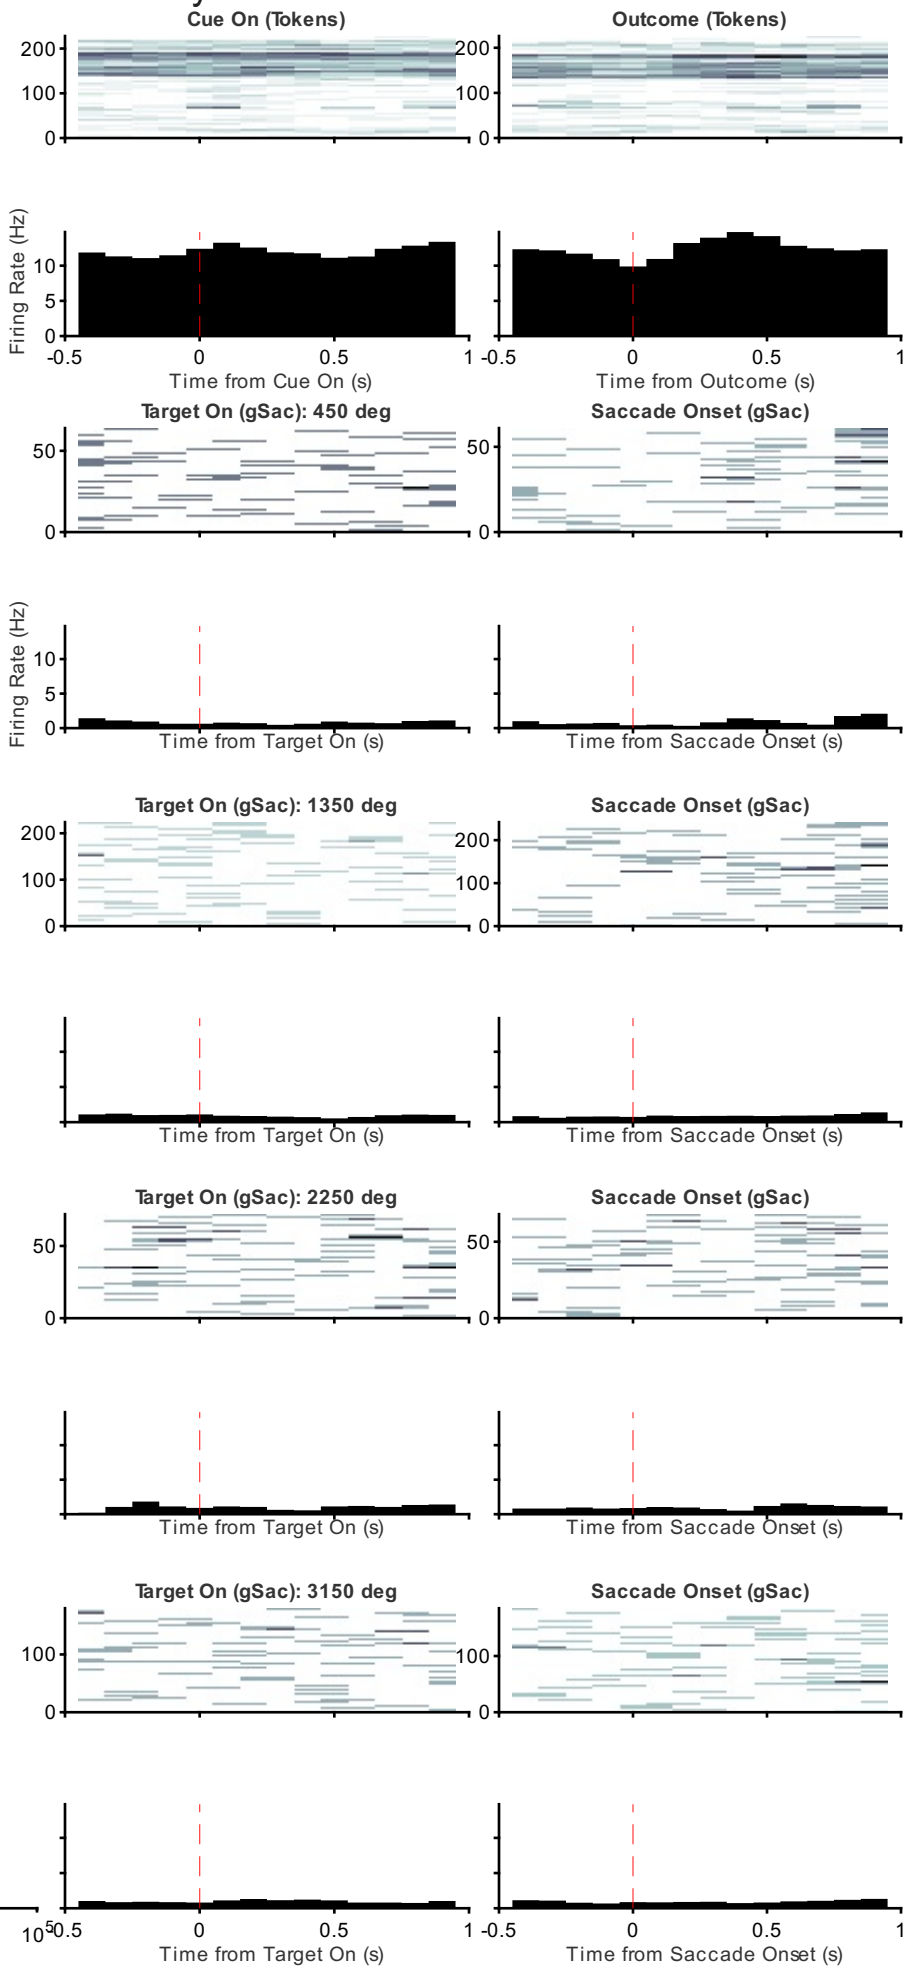 y
Cue On (Tokens) Outcome (Tokens)
200 200
100 100
0 0
Firing Rate (Hz)
10 10
5 5
0 0
-0.5 0 0.5 1 -0.5 0 0.5 1
Time from Cue On (s) Time from Outcome (s)
Target On (gSac): 450 deg Saccade Onset (gSac)
50 50
0 0
Firing Rate (Hz)
10
5
0
Time from Target On (s) Time from Saccade Onset (s)
Target On (gSac): 1350 deg Saccade Onset (gSac)
200 200
100 100
0 0
Time from Target On (s) Time from Saccade Onset (s)
Target On (gSac): 2250 deg Saccade Onset (gSac)
50 50
0 0
Time from Target On (s) Time from Saccade Onset (s)
Target On (gSac): 3150 deg Saccade Onset (gSac)
100 100
0 0
10⁵ -0.5 0 0.5 1 -0.5 0 0.5 1
Time from Target On (s) Time from Saccade Onset (s)